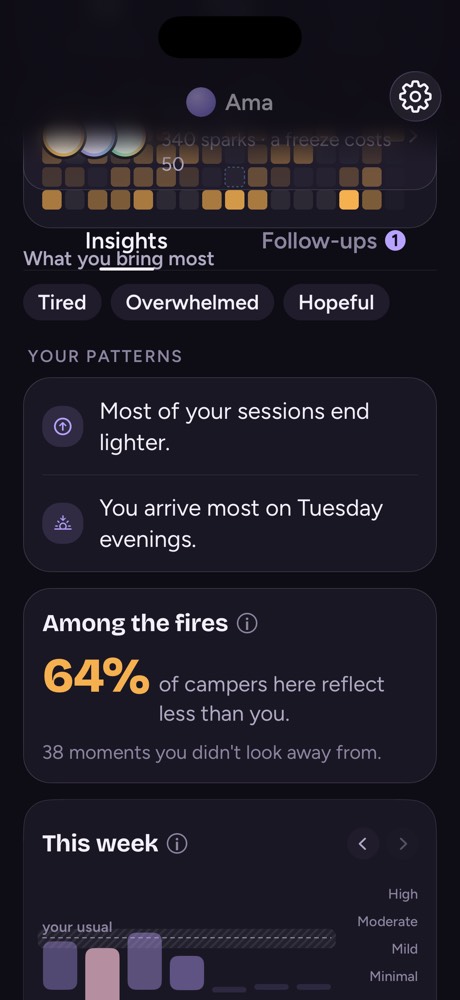 Ama
340 sparks · a freeze costs
50
Insights
Follow-ups 1
What you bring most
Tired
Overwhelmed
Hopeful
YOUR PATTERNS
Most of your sessions end
lighter.
You arrive most on Tuesday
evenings.
Among the fires
64% of campers here reflect
less than you.
38 moments you didn't look away from.
This week
High
Moderate
your usual
Mild
Minimal